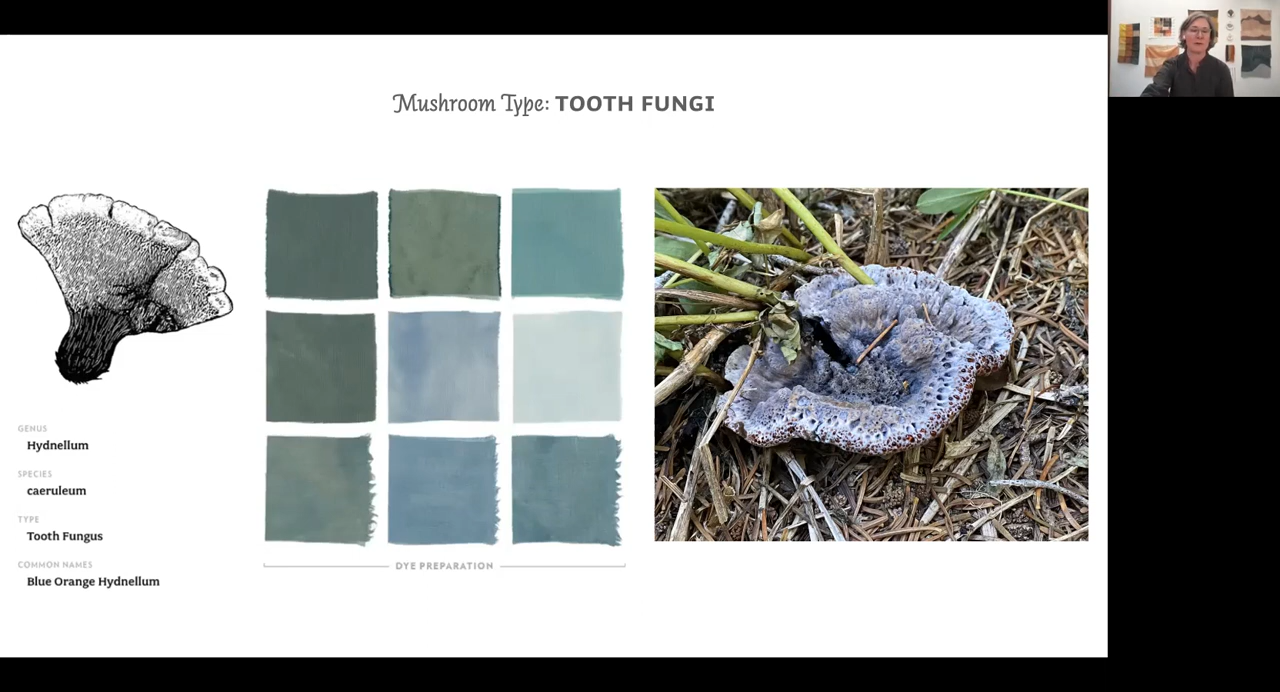 Mushroom Type: TOOTH FUNGI
GENUS
Hydnellum
SPECIES
caeruleum
TYPE
Tooth Fungus
COMMON NAMES
Blue Orange Hydnellum
DYE PREPARATION